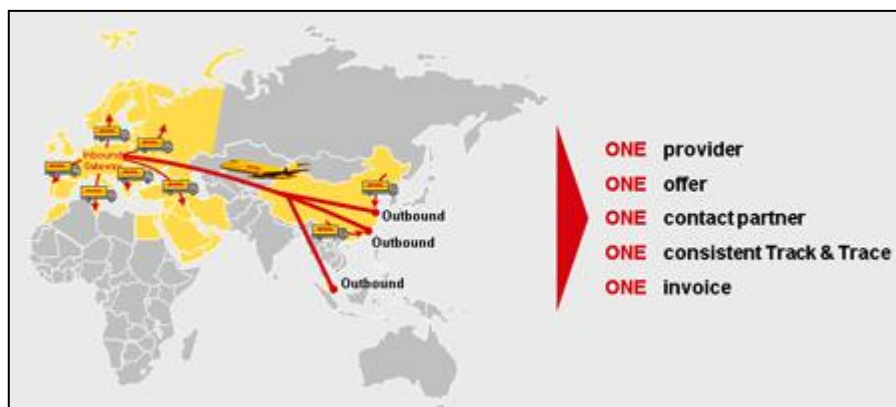 Inbound
Gateway
Outbound
Outbound
Outbound
ONE provider
ONE offer
ONE contact partner
ONE consistent Track & Trace
ONE invoice